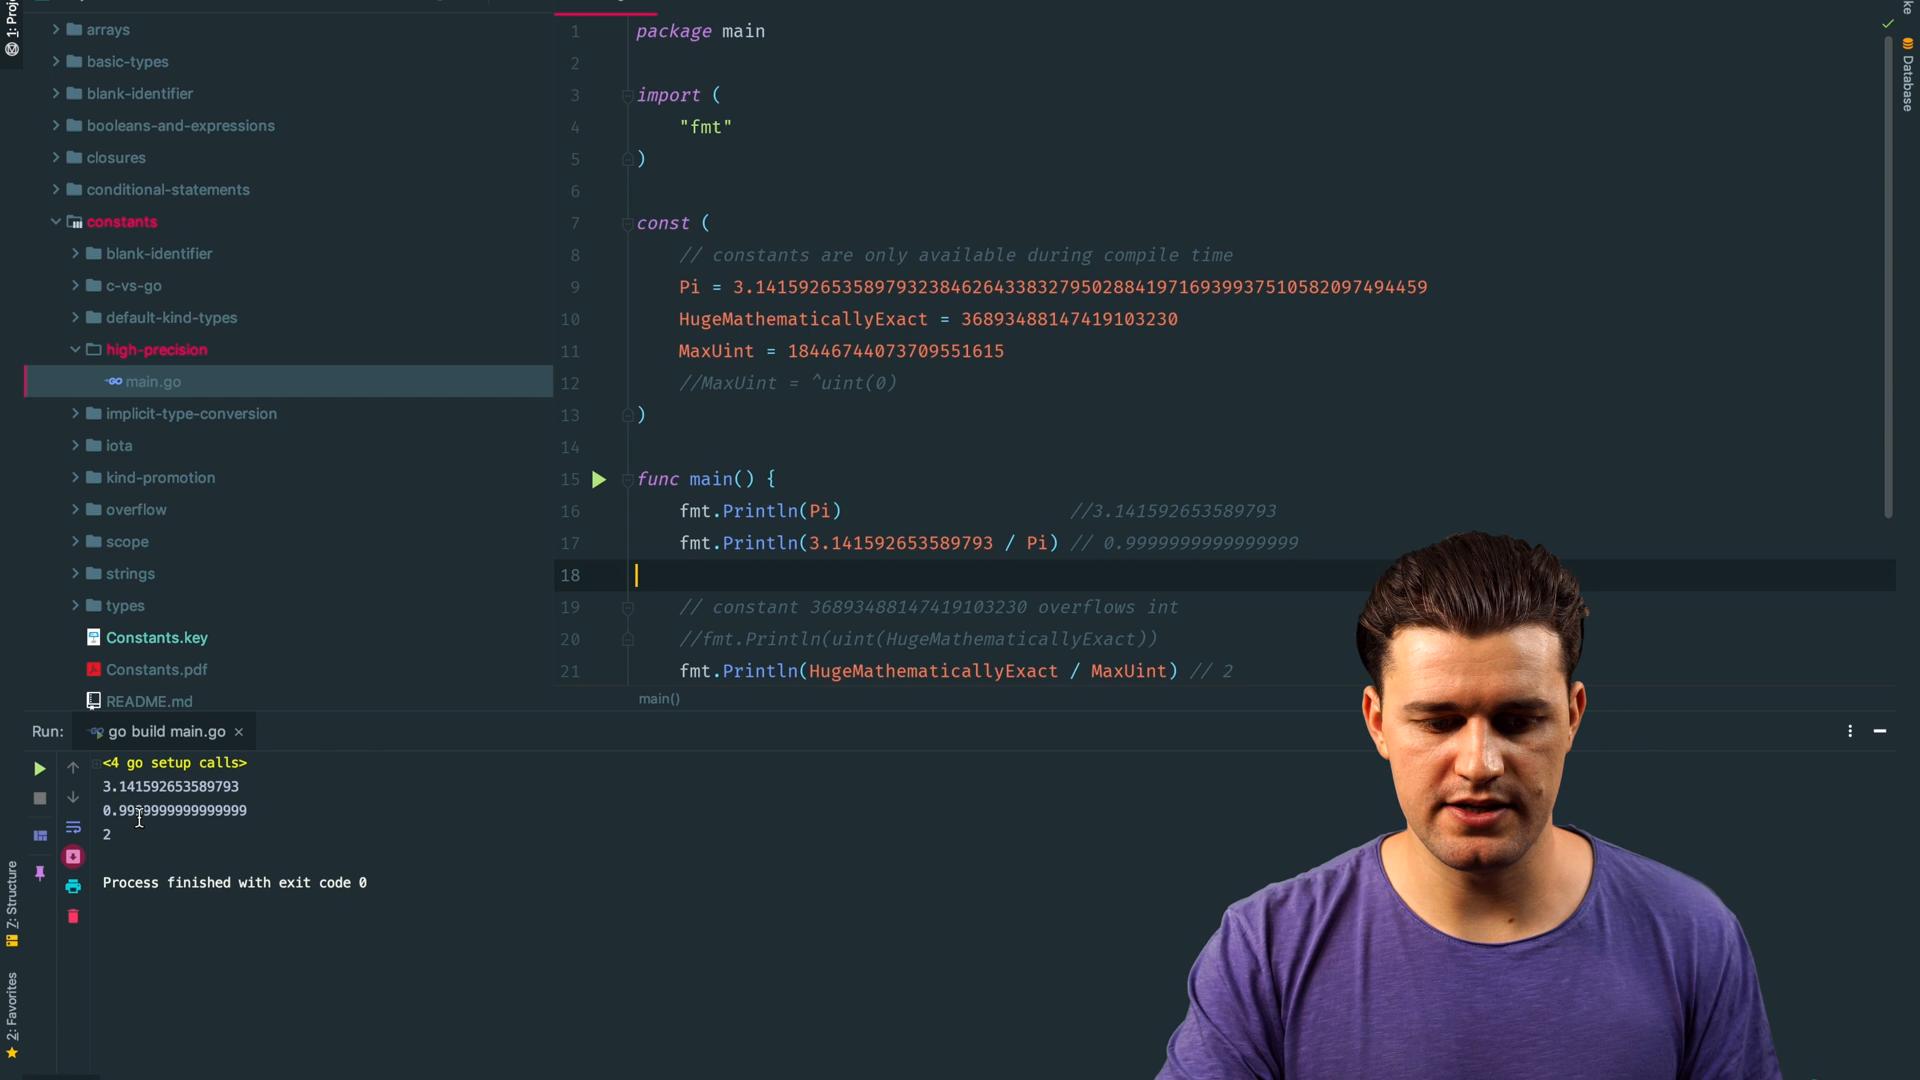 1: Proj
arrays
basic-types
blank-identifier
booleans-and-expressions
closures
conditional-statements
constants
blank-identifier
c-vs-go
default-kind-types
high-precision
main.go
implicit-type-conversion
iota
kind-promotion
overflow
scope
strings
types
Constants.key
Constants.pdf
README.md
1 package main
2
3 import (
4 "fmt"
5 )
6
7 const (
8 // constants are only available during compile time
9 Pi = 3.14159265358979323846264338327950288419716939937510582097494459
10 HugeMathematicallyExact = 36893488147419103230
11 MaxUint = 18446744073709551615
12 //MaxUint = ^uint(0)
13 )
14
15 func main() {
16 fmt.Println(Pi) //3.141592653589793
17 fmt.Println(3.141592653589793 / Pi) // 0.9999999999999999
18
19 // constant 36893488147419103230 overflows int
20 //fmt.Println(uint(HugeMathematicallyExact))
21 fmt.Println(HugeMathematicallyExact / MaxUint) // 2
main()
ke
Database
Run: go build main.go ×
<4 go setup calls>
3.141592653589793
0.9999999999999999
2
Process finished with exit code 0
Z: Structure
2: Favorites